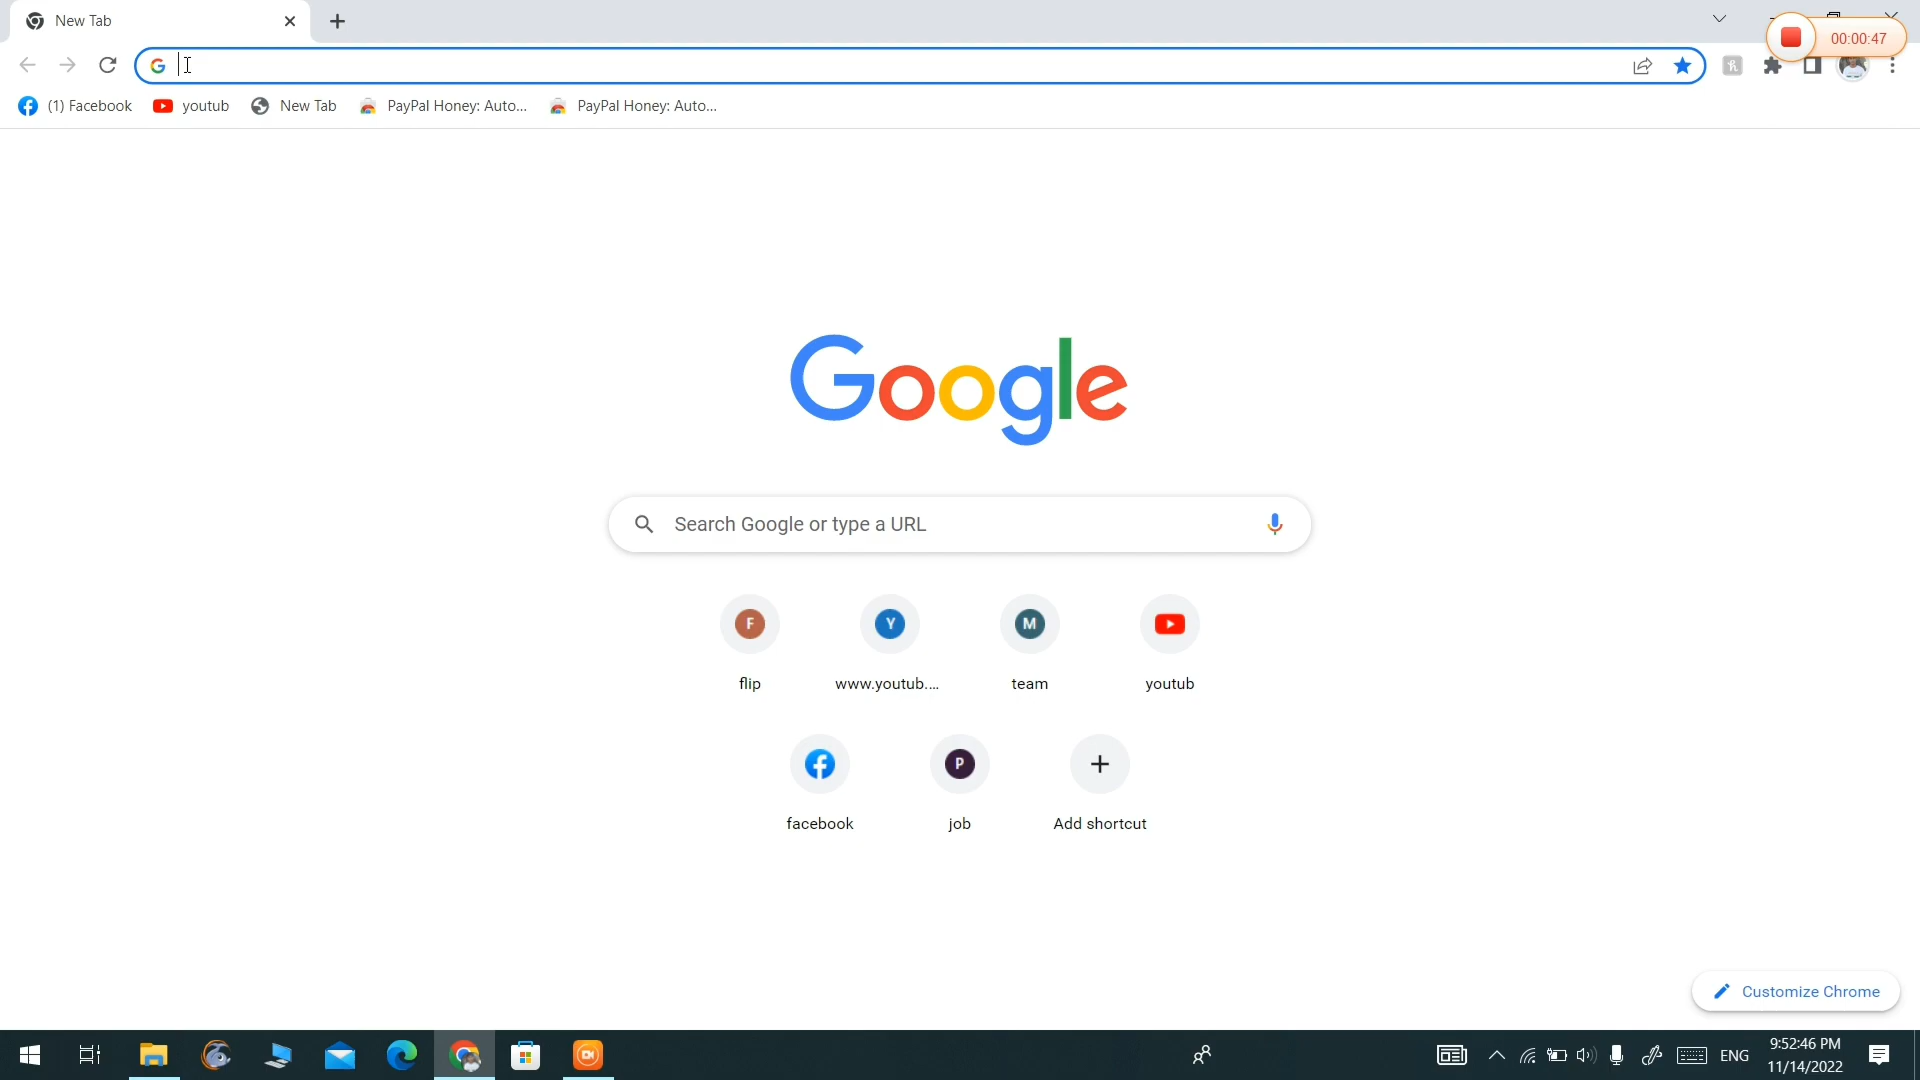 New Tab
00:00:47
(1) Facebook
youtub
New Tab
PayPal Honey: Auto...
PayPal Honey: Auto...
Google
Search Google or type a URL
F
Y
M
flip
www.youtub....
team
youtub
P
facebook
job
Add shortcut
Customize Chrome
ENG
9:52:46 PM
11/14/2022